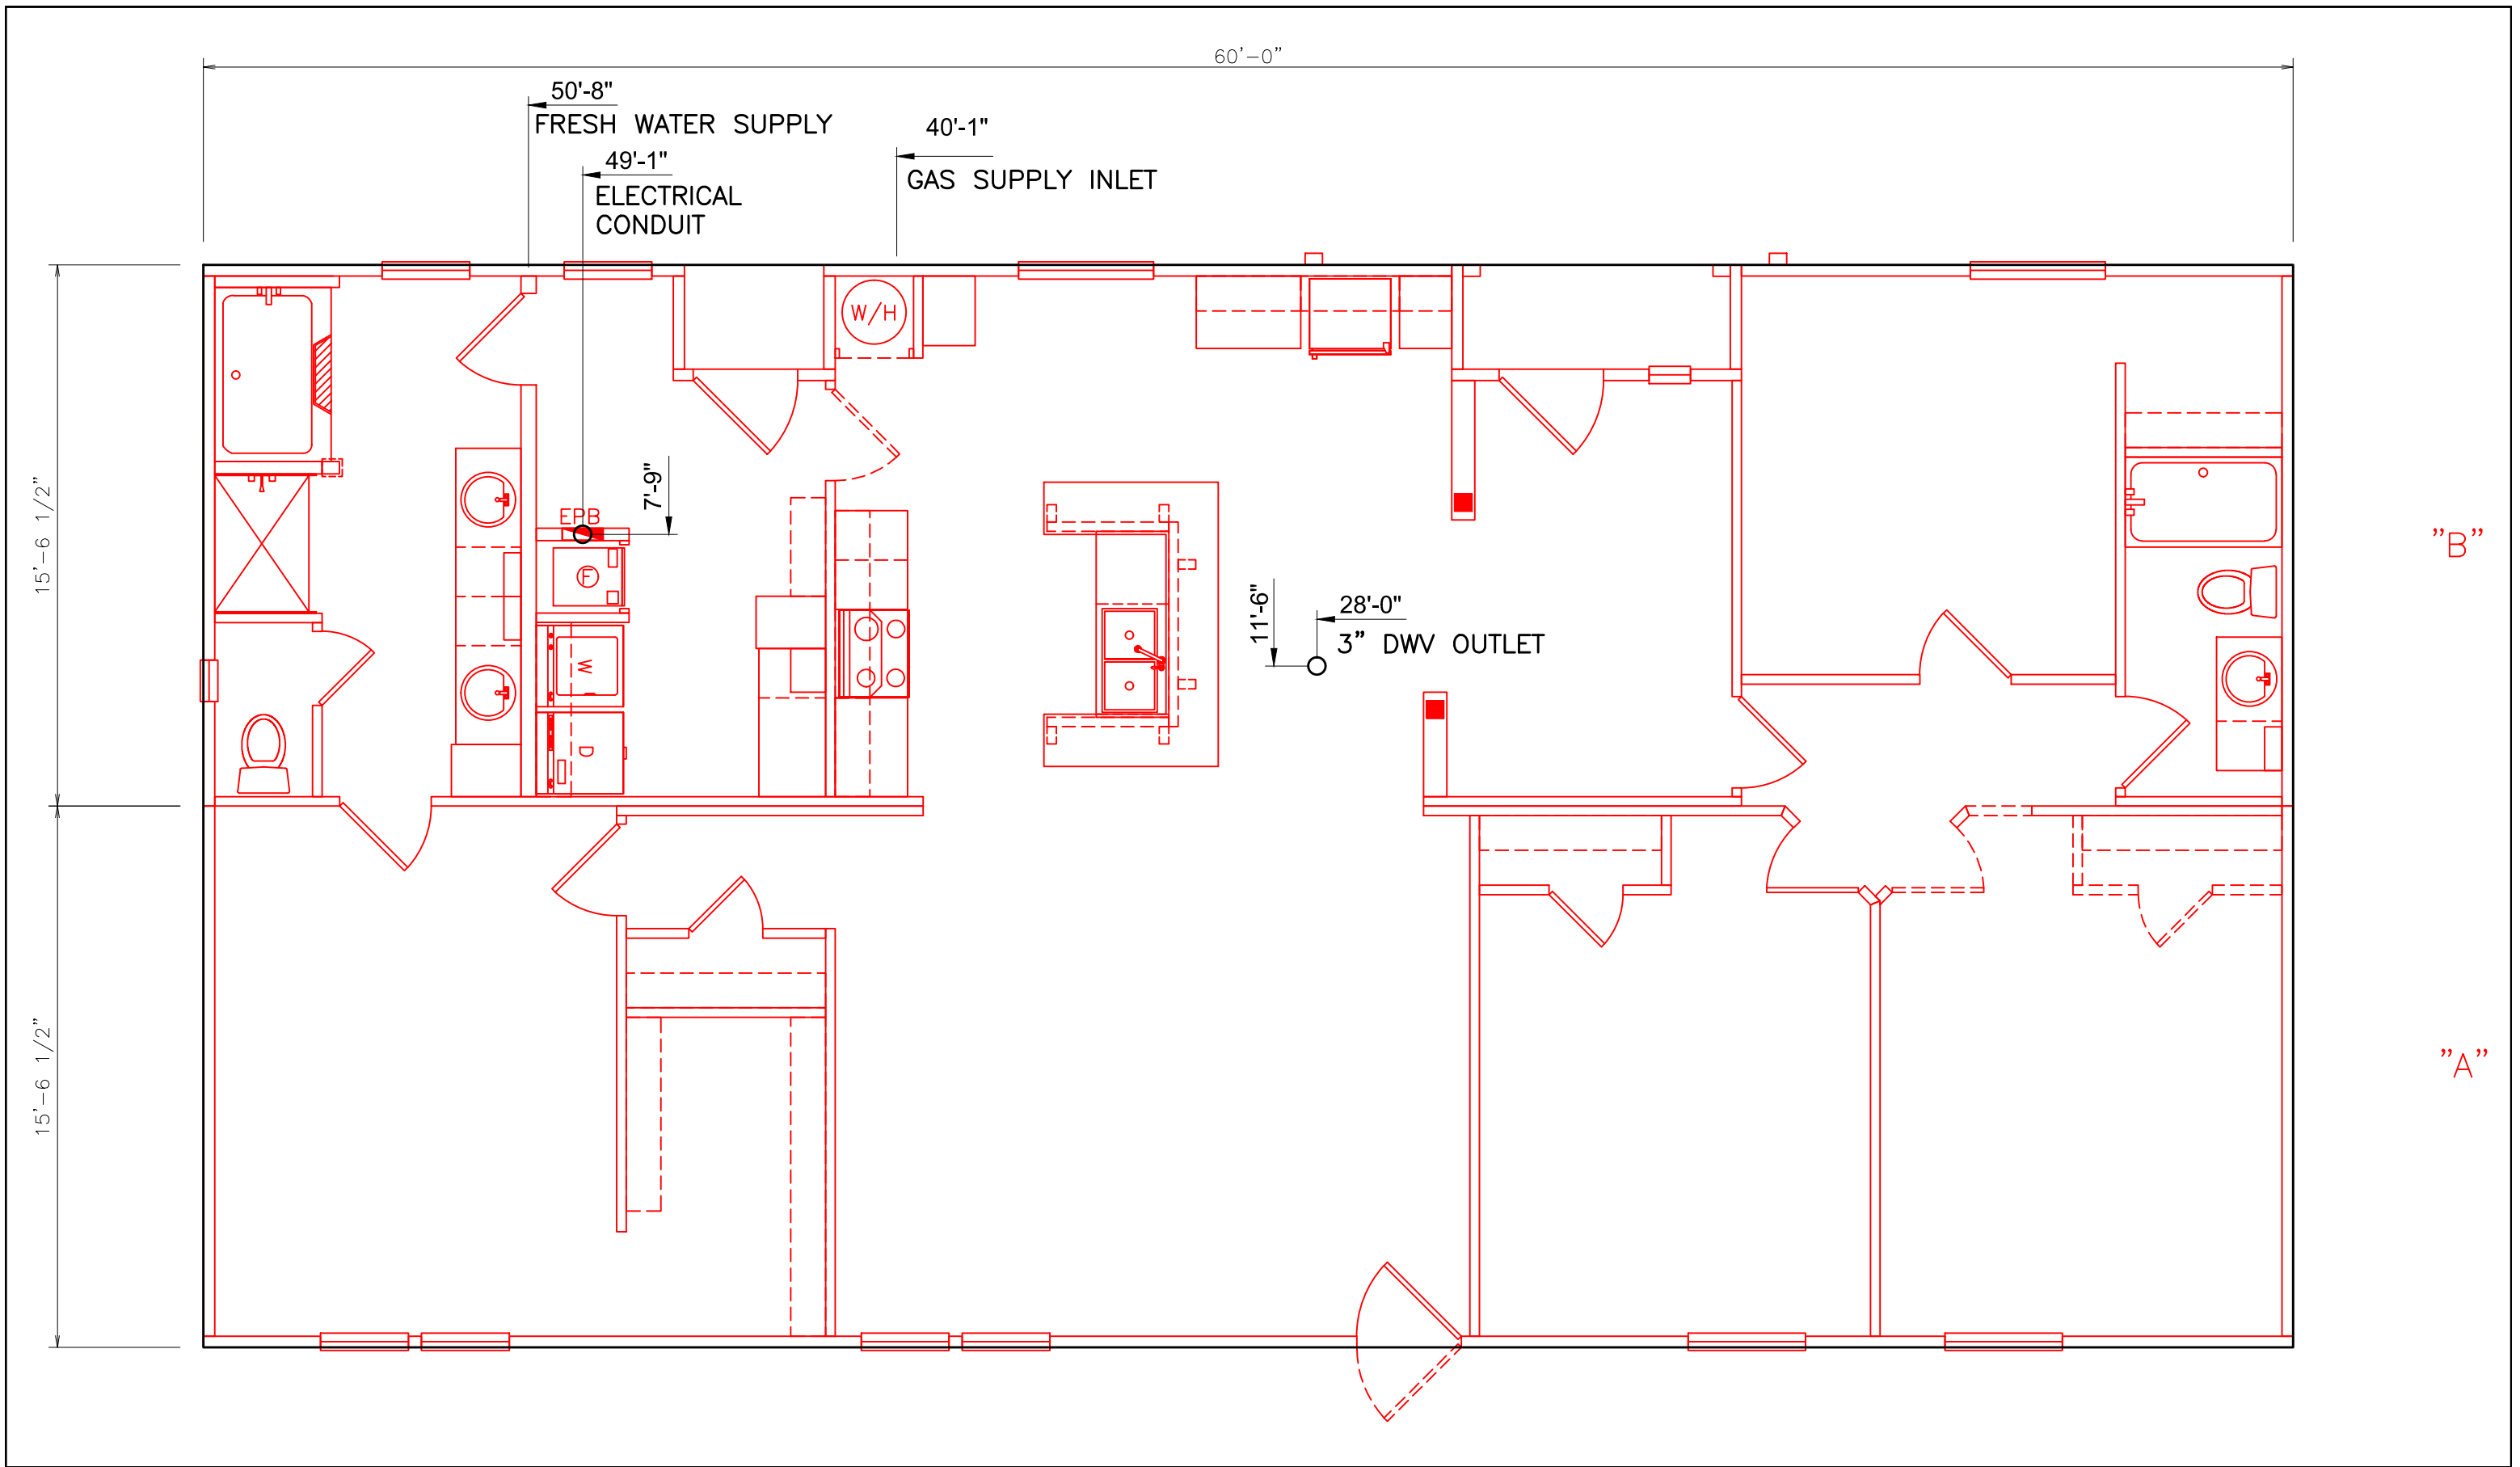 60'-0"
50'-8"
FRESH WATER SUPPLY
40'-1"
49'-1"
GAS SUPPLY INLET
ELECTRICAL
CONDUIT
W/H
7'-9"
15'-6 1/2"
EPB
"B"
F
11'-6"
28'-0"
3" DWV OUTLET
W
D
15'-6 1/2"
"A"